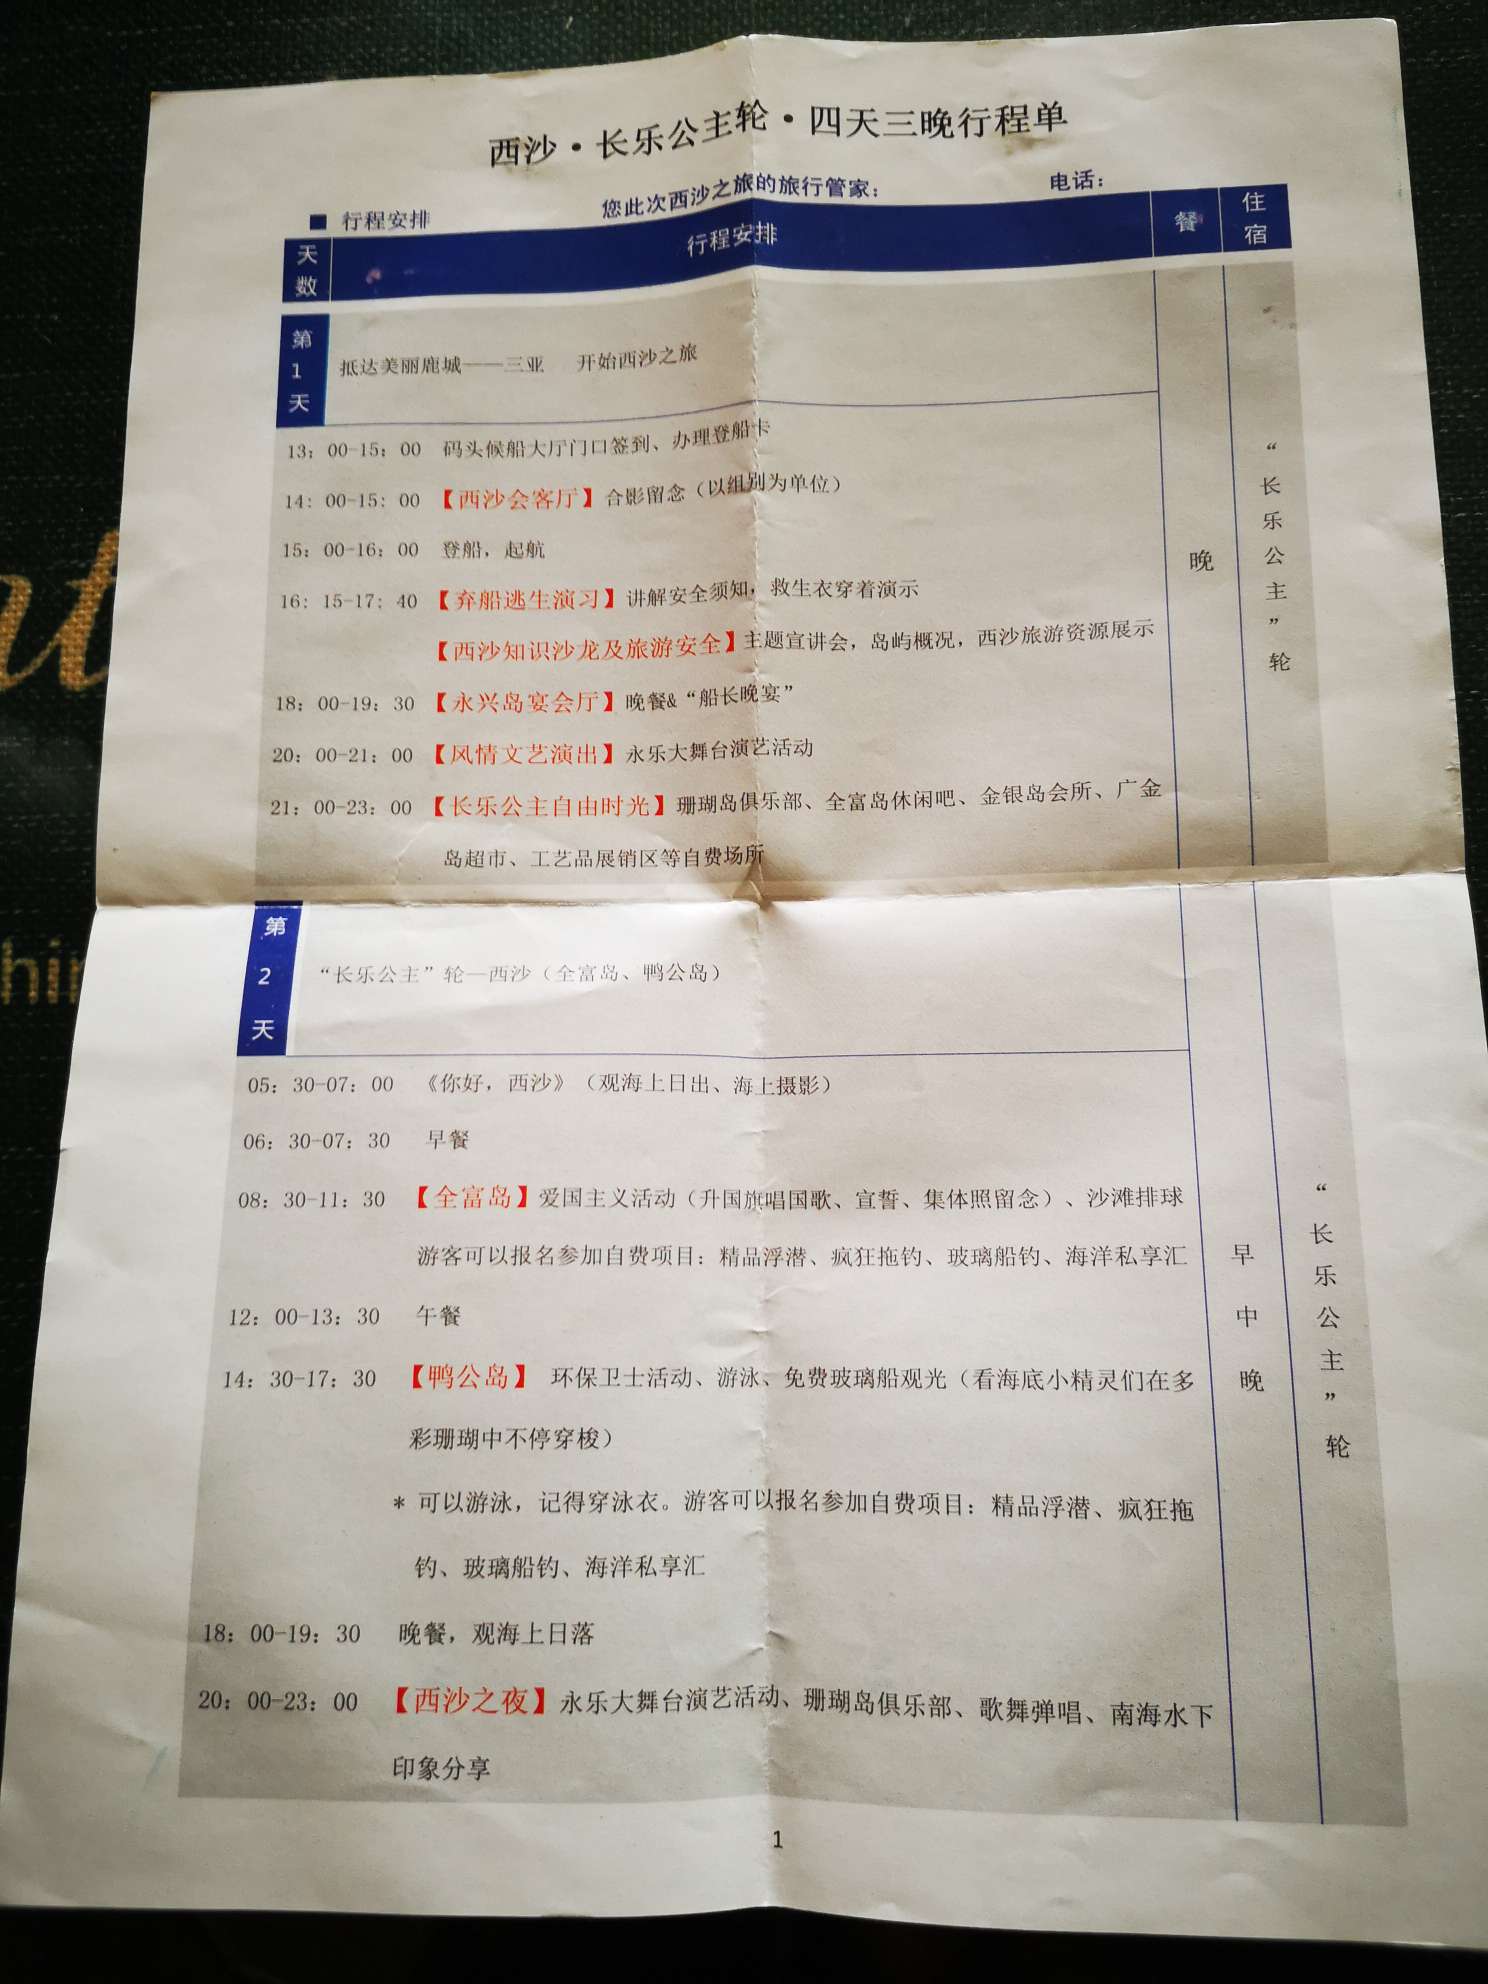 西沙·长乐公主轮·四天三晚行程单
您此次西沙之旅的旅行管家： 电话：
■ 行程安排
天数 行程安排 餐 住宿
第1天 抵达美丽鹿城——三亚 开始西沙之旅
13：00-15：00 码头候船大厅门口签到、办理登船卡
14：00-15：00 【西沙会客厅】合影留念（以组别为单位）
15：00-16：00 登船，起航
16：15-17：40 【弃船逃生演习】讲解安全须知，救生衣穿着演示
【西沙知识沙龙及旅游安全】主题宣讲会，岛屿概况，西沙旅游资源展示
18：00-19：30 【永兴岛宴会厅】晚餐&“船长晚宴”
20：00-21：00 【风情文艺演出】永乐大舞台演艺活动
21：00-23：00 【长乐公主自由时光】珊瑚岛俱乐部、全富岛休闲吧、金银岛会所、广金
岛超市、工艺品展销区等自费场所
晚
“长乐公主”轮
第2天 “长乐公主”轮—西沙（全富岛、鸭公岛）
05：30-07：00 《你好，西沙》（观海上日出、海上摄影）
06：30-07：30 早餐
08：30-11：30 【全富岛】爱国主义活动（升国旗唱国歌、宣誓、集体照留念）、沙滩排球
游客可以报名参加自费项目：精品浮潜、疯狂拖钓、玻璃船钓、海洋私享汇
12：00-13：30 午餐
14：30-17：30 【鸭公岛】 环保卫士活动、游泳、免费玻璃船观光（看海底小精灵们在多
彩珊瑚中不停穿梭）
* 可以游泳，记得穿泳衣。游客可以报名参加自费项目：精品浮潜、疯狂拖
钓、玻璃船钓、海洋私享汇
18：00-19：30 晚餐，观海上日落
20：00-23：00 【西沙之夜】永乐大舞台演艺活动、珊瑚岛俱乐部、歌舞弹唱、南海水下
印象分享
早中晚
“长乐公主”轮
1